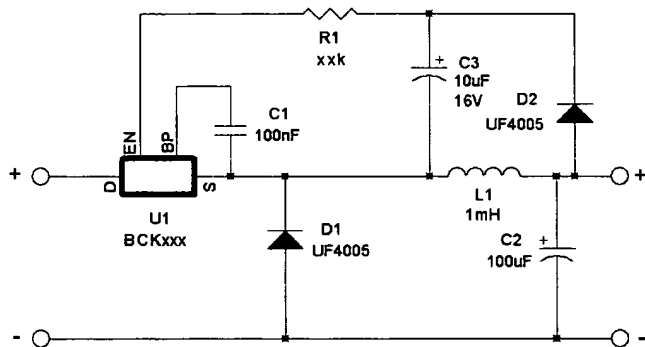 R1
xxk
C3
10uF
16V
+
D2
UF4005
C1
100nF
EN
BP
+
D
S
U1
BCKxxx
L1
1mH
+
D1
UF4005
C2
100uF
+
-
-